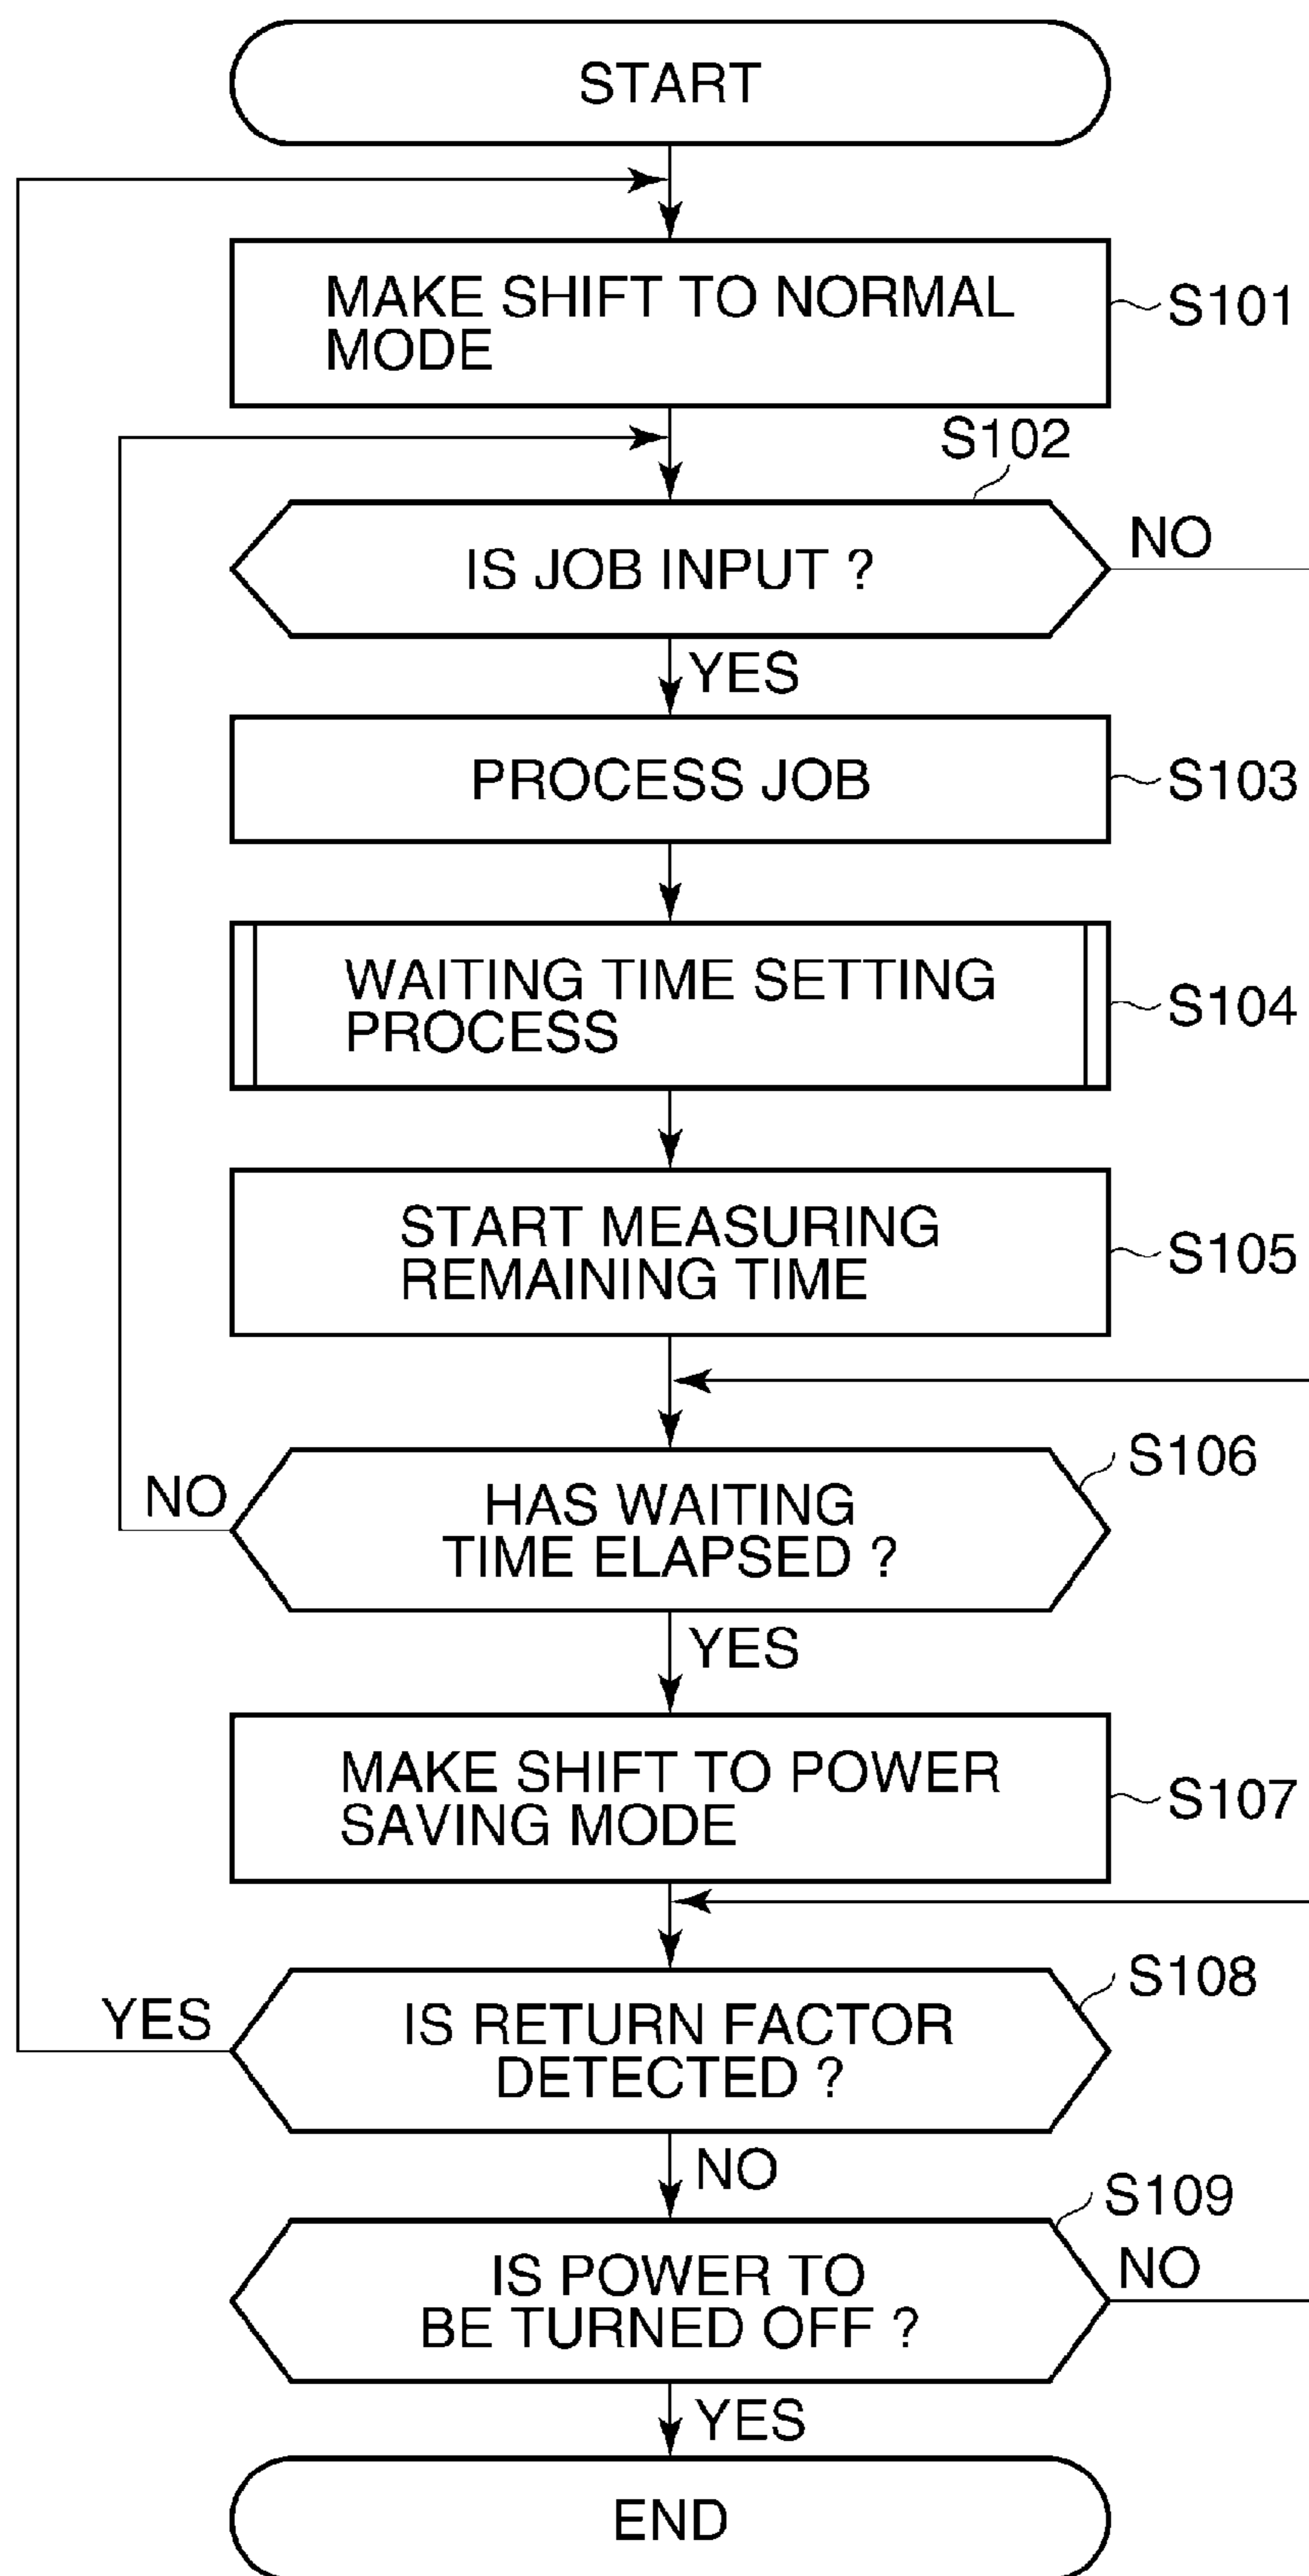 START
MAKE SHIFT TO NORMAL
MODE
S101
S102
IS JOB INPUT ?
NO
YES
PROCESS JOB
S103
WAITING TIME SETTING
PROCESS
S104
START MEASURING
REMAINING TIME
S105
S106
NO
HAS WAITING
TIME ELAPSED ?
YES
MAKE SHIFT TO POWER
SAVING MODE
S107
S108
YES
IS RETURN FACTOR
DETECTED ?
NO
S109
IS POWER TO
BE TURNED OFF ?
NO
YES
END